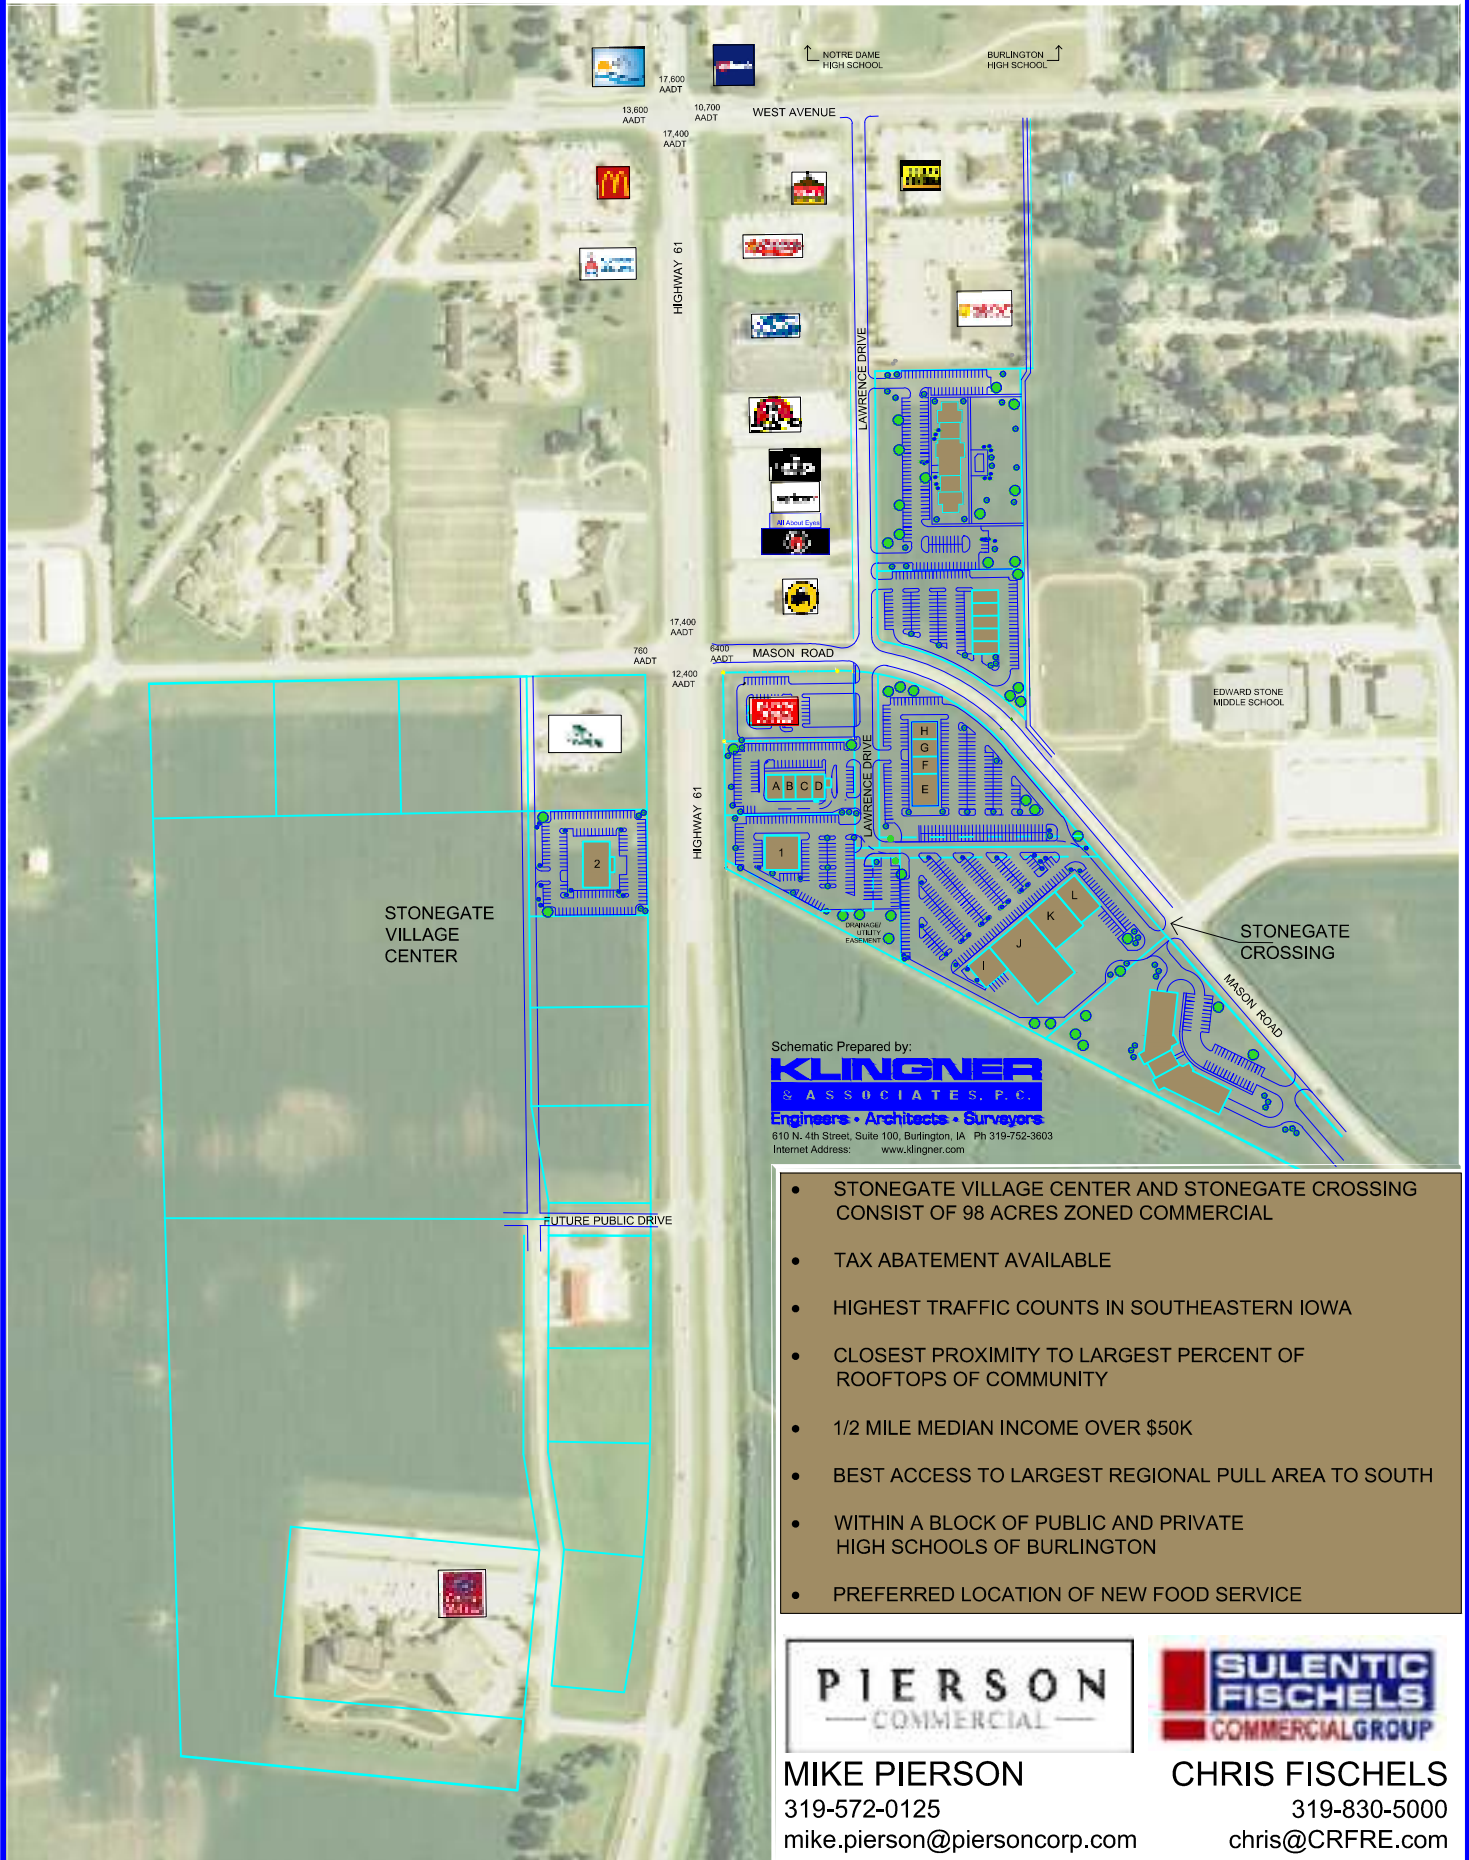 NOTRE DAME
HIGH SCHOOL
BURLINGTON
HIGH SCHOOL
17,600
AADT
13,600
AADT
10,700
AADT
WEST AVENUE
17,400
AADT
HIGHWAY 61
LAWRENCE DRIVE
All About Eyes
17,400
AADT
760
AADT
6400
AADT
MASON ROAD
12,400
AADT
EDWARD STONE
MIDDLE SCHOOL
HIGHWAY 61
LAWRENCE DRIVE
H
G
F
E
A B C D
1
2
STONEGATE
VILLAGE
CENTER
DRAINAGE/
UTILITY
EASEMENT
L
K
J
I
STONEGATE
CROSSING
MASON ROAD
Schematic Prepared by:
KLINGNER
& ASSOCIATES, P.C.
Engineers • Architects • Surveyors
610 N. 4th Street, Suite 100, Burlington, IA Ph 319-752-3603
Internet Address: www.klingner.com
FUTURE PUBLIC DRIVE
• STONEGATE VILLAGE CENTER AND STONEGATE CROSSING
CONSIST OF 98 ACRES ZONED COMMERCIAL
• TAX ABATEMENT AVAILABLE
• HIGHEST TRAFFIC COUNTS IN SOUTHEASTERN IOWA
• CLOSEST PROXIMITY TO LARGEST PERCENT OF
ROOFTOPS OF COMMUNITY
• 1/2 MILE MEDIAN INCOME OVER $50K
• BEST ACCESS TO LARGEST REGIONAL PULL AREA TO SOUTH
• WITHIN A BLOCK OF PUBLIC AND PRIVATE
HIGH SCHOOLS OF BURLINGTON
• PREFERRED LOCATION OF NEW FOOD SERVICE
PIERSON
COMMERCIAL
SULENTIC
FISCHELS
COMMERCIALGROUP
MIKE PIERSON
319-572-0125
mike.pierson@piersoncorp.com
CHRIS FISCHELS
319-830-5000
chris@CRFRE.com